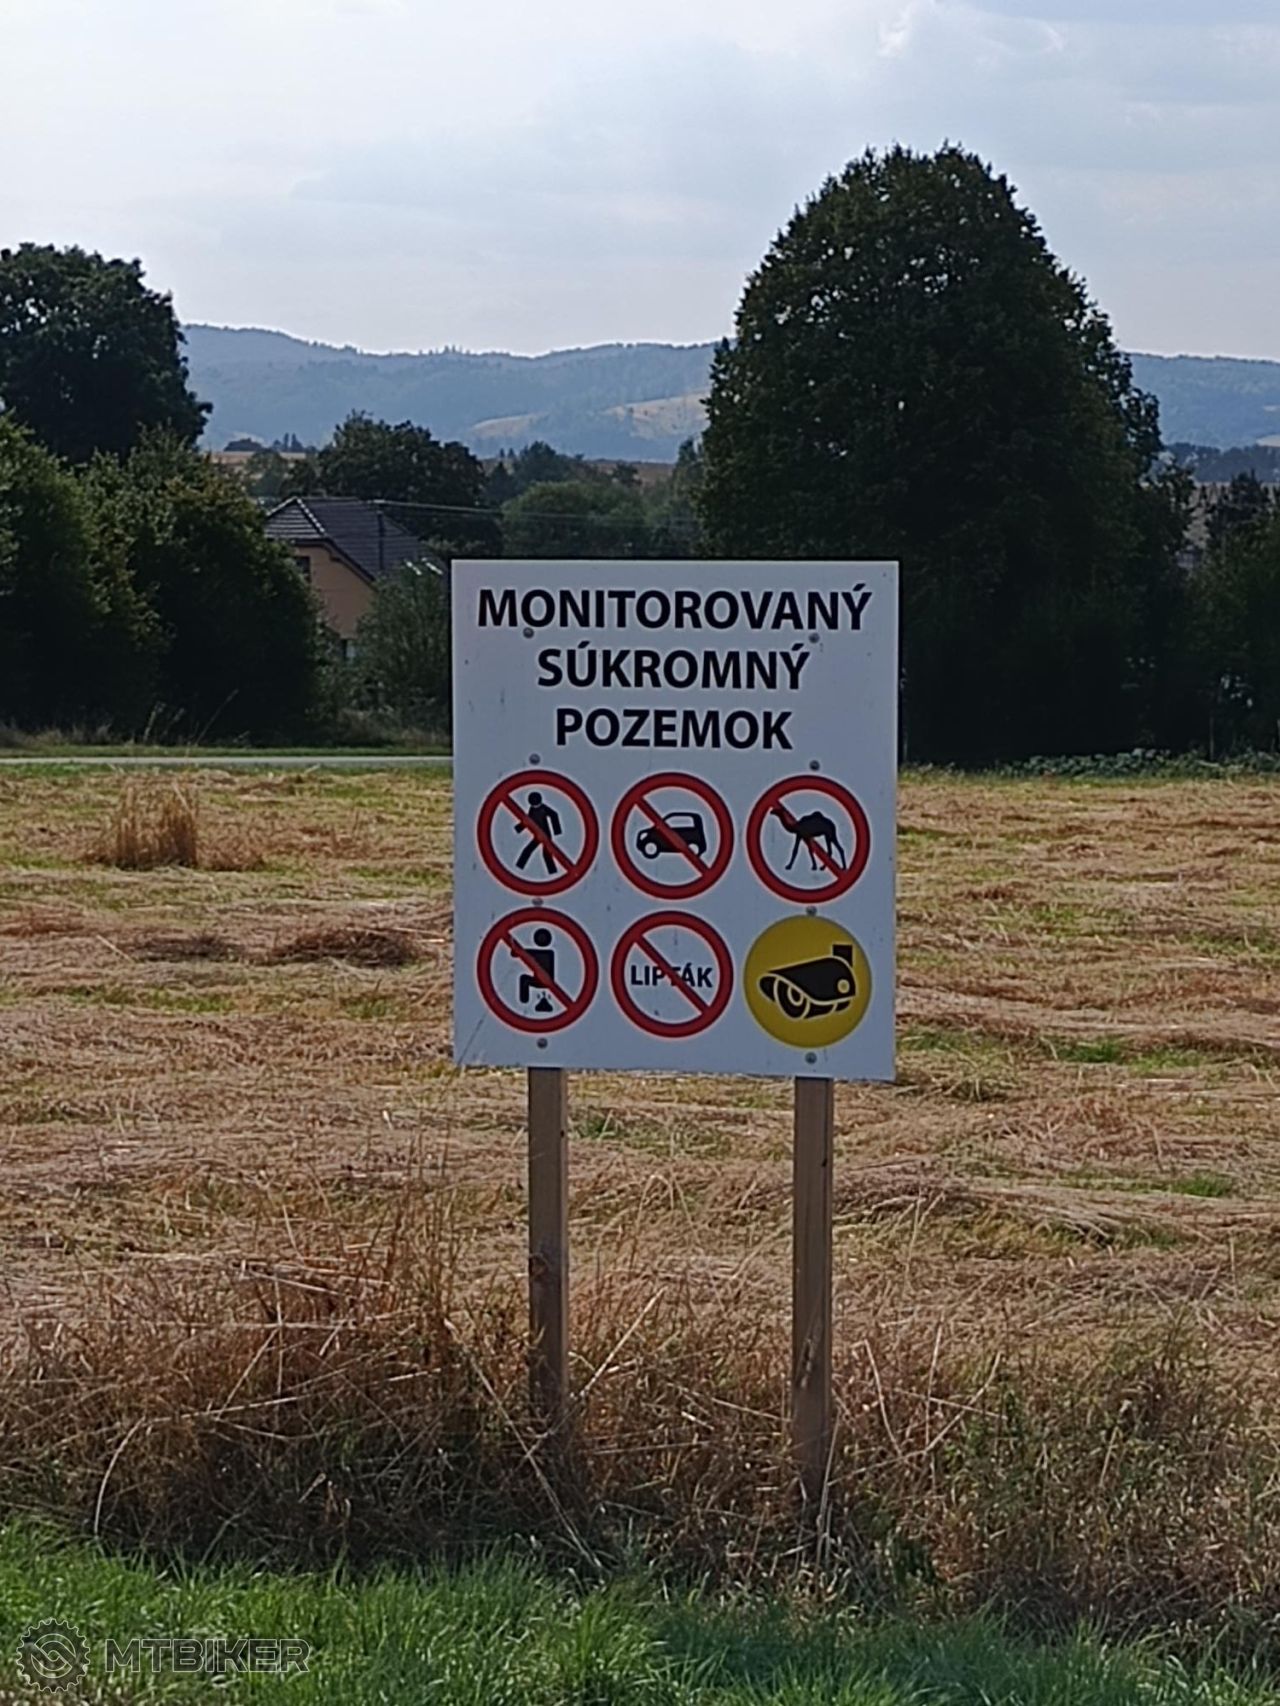 MONITOROVANÝ
SÚKROMNÝ
POZEMOK
LIPTÁK
MTBIKER